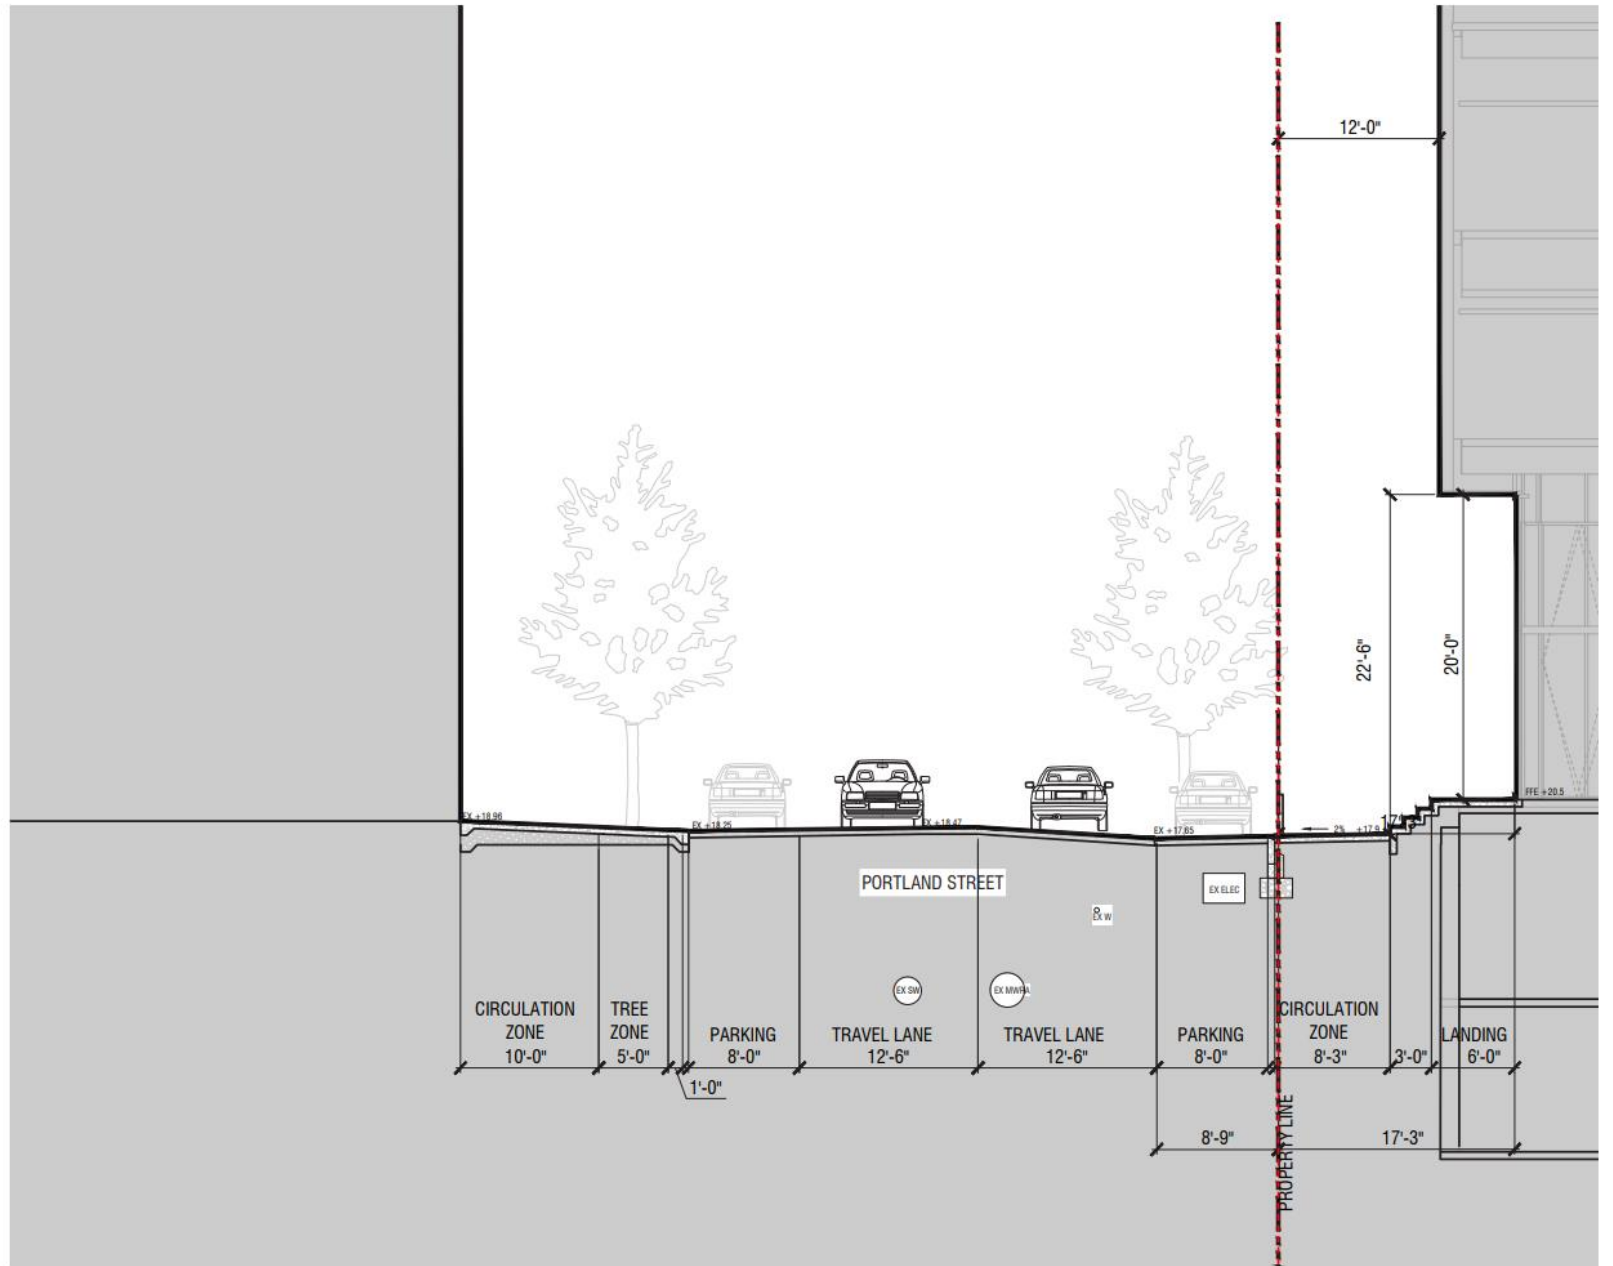 12'-0"
22'-6"
20'-0"
FFE +20.5
EX +18.96
EX +18.25
EX +18.47
EX +17.65
2%
+17.9
PORTLAND STREET
EX ELEC
EX W
EX SW
EX MWRA
CIRCULATION
ZONE
10'-0"
TREE
ZONE
5'-0"
1'-0"
PARKING
8'-0"
TRAVEL LANE
12'-6"
TRAVEL LANE
12'-6"
PARKING
8'-0"
CIRCULATION
ZONE
8'-3"
3'-0"
LANDING
6'-0"
8'-9"
17'-3"
PROPERTY LINE